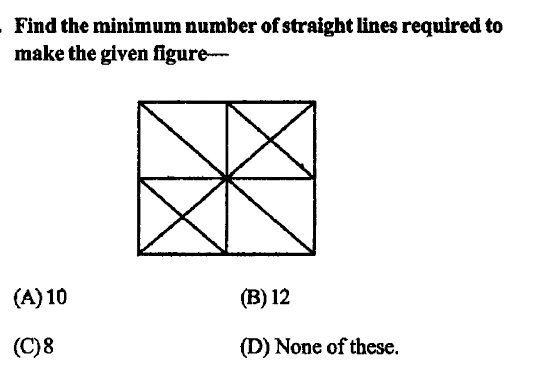 . Find the minimum number of straight lines required to
make the given figure—
(A) 10 (B) 12
(C) 8 (D) None of these.